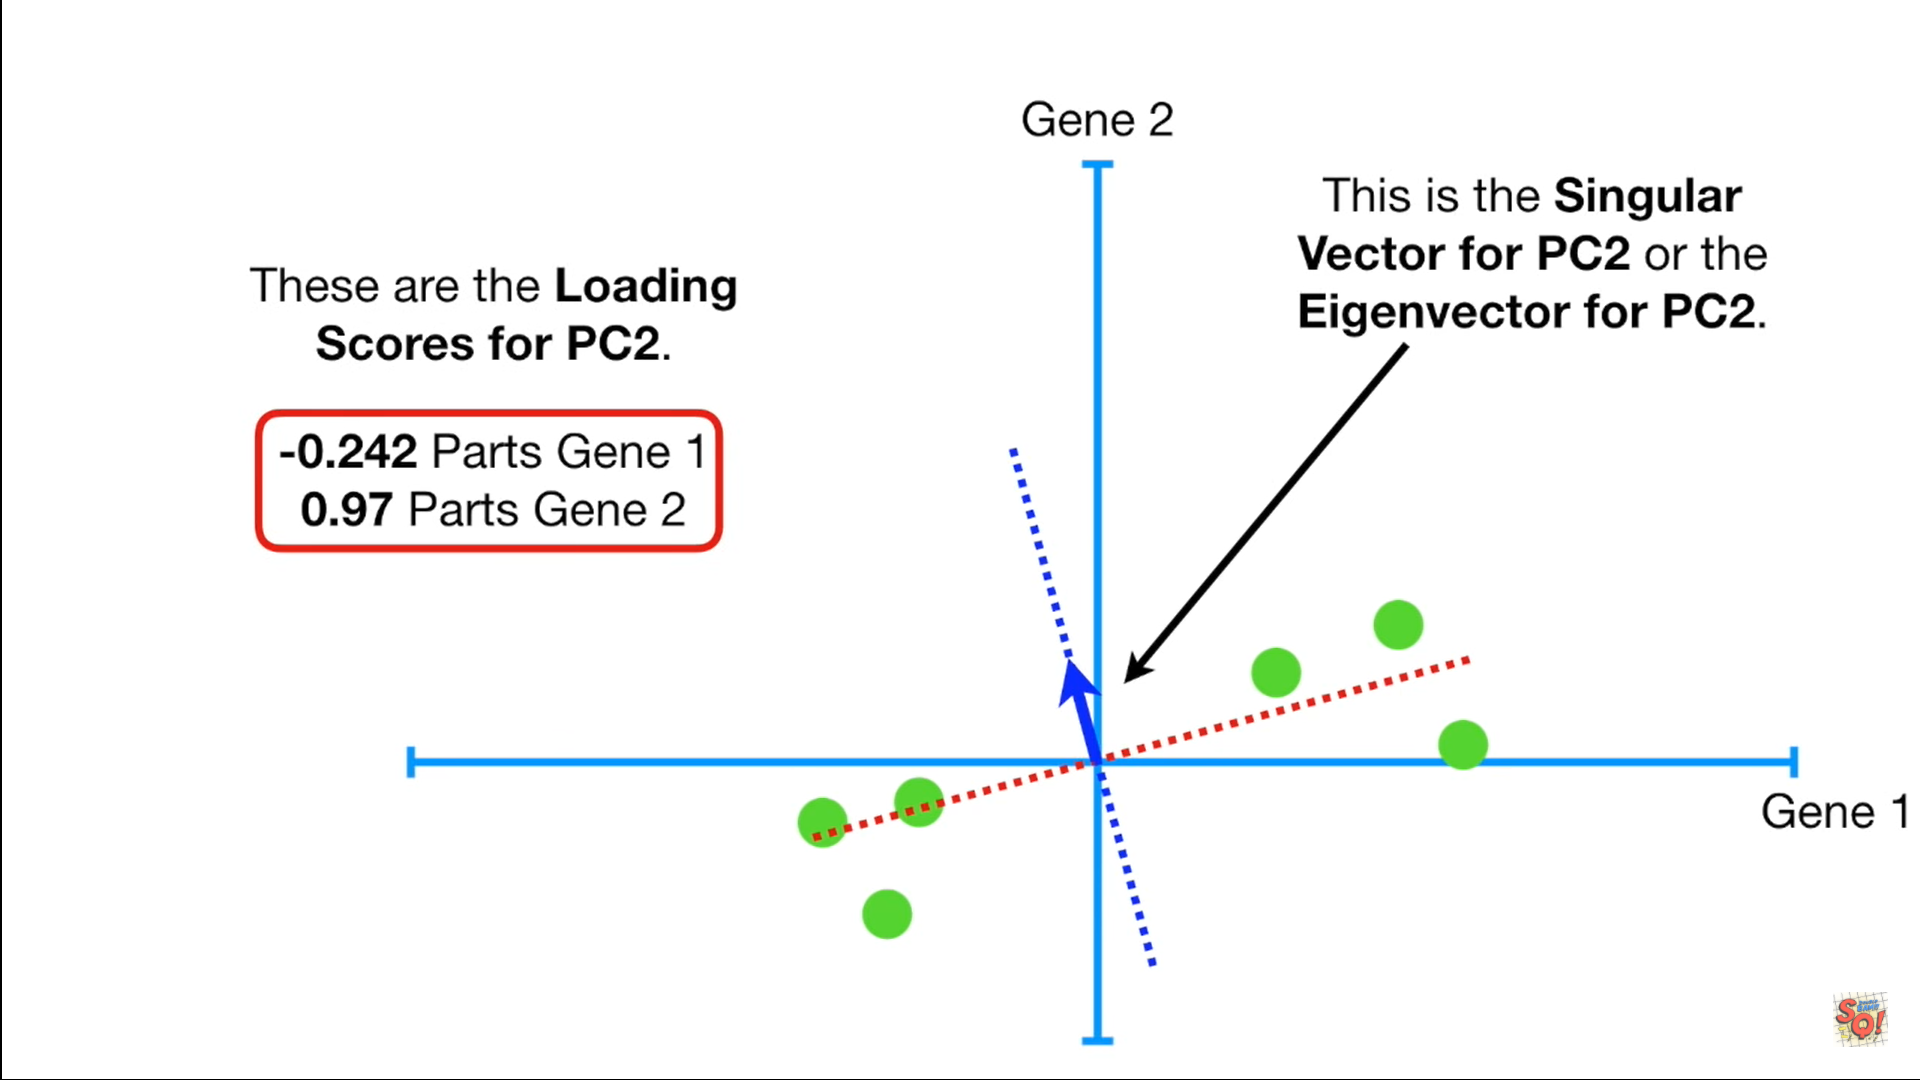 Gene 2
This is the Singular
Vector for PC2 or the
Eigenvector for PC2.
These are the Loading
Scores for PC2.
-0.242 Parts Gene 1
0.97 Parts Gene 2
Gene 1
SQ!